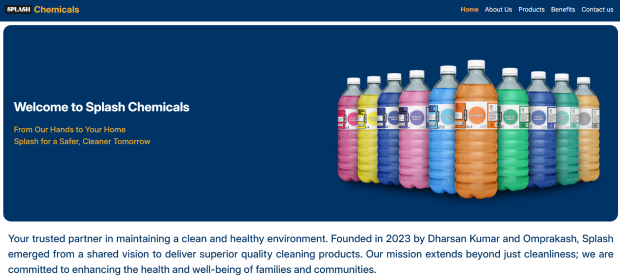 SPLASH Chemicals
Home About Us Products Benefits Contact us
Welcome to Splash Chemicals
From Our Hands to Your Home
Splash for a Safer, Cleaner Tomorrow
Your trusted partner in maintaining a clean and healthy environment. Founded in 2023 by Dharsan Kumar and Omprakash, Splash
emerged from a shared vision to deliver superior quality cleaning products. Our mission extends beyond just cleanliness; we are
committed to enhancing the health and well-being of families and communities.